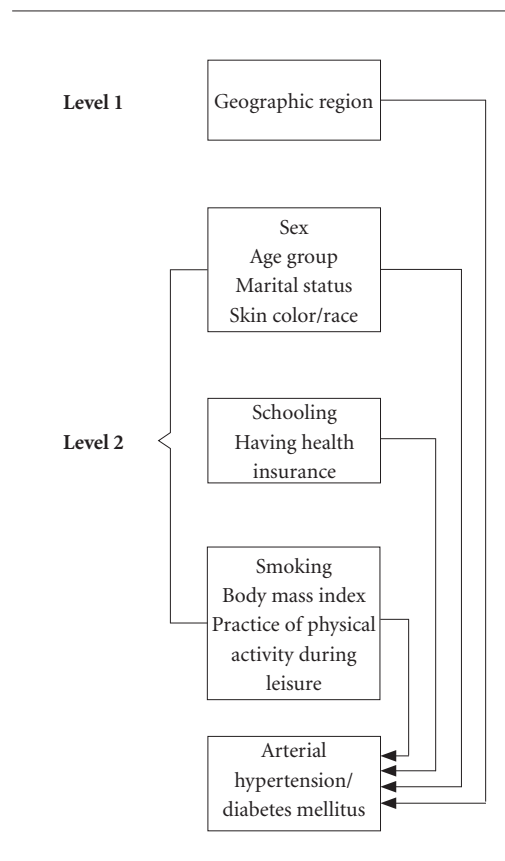 Level 1
Geographic region
Sex
Age group
Marital status
Skin color/race
Level 2
Schooling
Having health
insurance
Smoking
Body mass index
Practice of physical
activity during
leisure
Arterial
hypertension/
diabetes mellitus